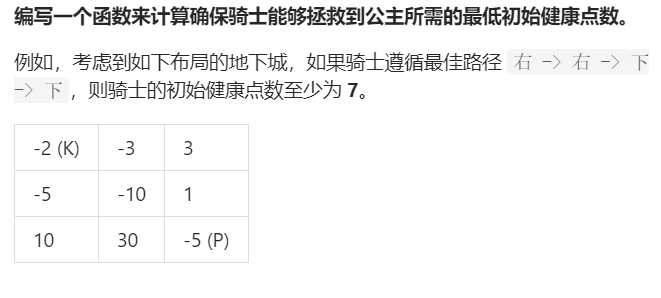 编写一个函数来计算确保骑士能够拯救到公主所需的最低初始健康点数。
例如，考虑到如下布局的地下城，如果骑士遵循最佳路径 右 -> 右 -> 下
-> 下，则骑士的初始健康点数至少为 7。
-2 (K) -3 3
-5 -10 1
10 30 -5 (P)